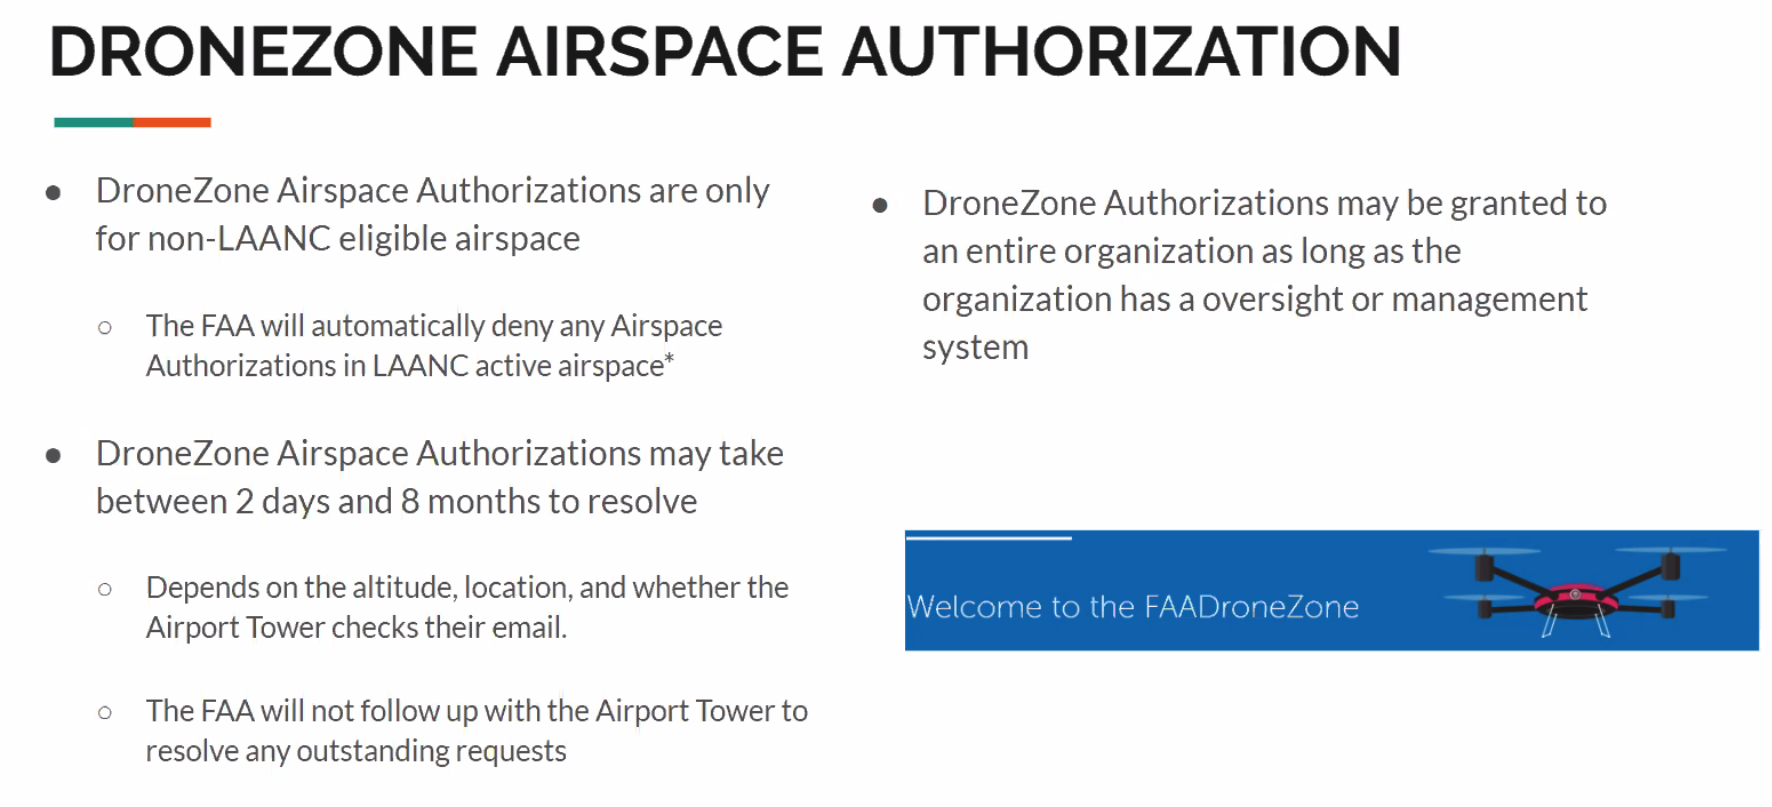 DRONEZONE AIRSPACE AUTHORIZATION
● DroneZone Airspace Authorizations are only
for non-LAANC eligible airspace
○ The FAA will automatically deny any Airspace
Authorizations in LAANC active airspace*
● DroneZone Airspace Authorizations may take
between 2 days and 8 months to resolve
○ Depends on the altitude, location, and whether the
Airport Tower checks their email.
○ The FAA will not follow up with the Airport Tower to
resolve any outstanding requests
● DroneZone Authorizations may be granted to
an entire organization as long as the
organization has a oversight or management
system
Welcome to the FAADroneZone